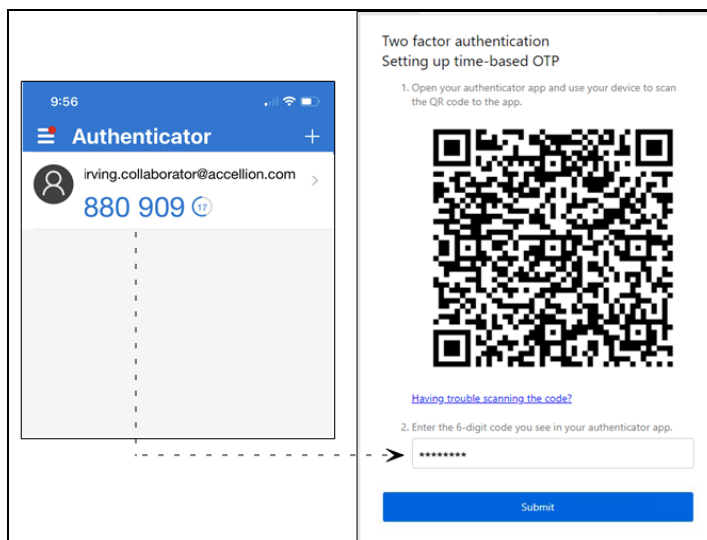 9:56
Authenticator
irving.collaborator@accellion.com
880 909 17
Two factor authentication
Setting up time-based OTP
1. Open your authenticator app and use your device to scan
the QR code to the app.
Having trouble scanning the code?
2. Enter the 6-digit code you see in your authenticator app.
********
Submit